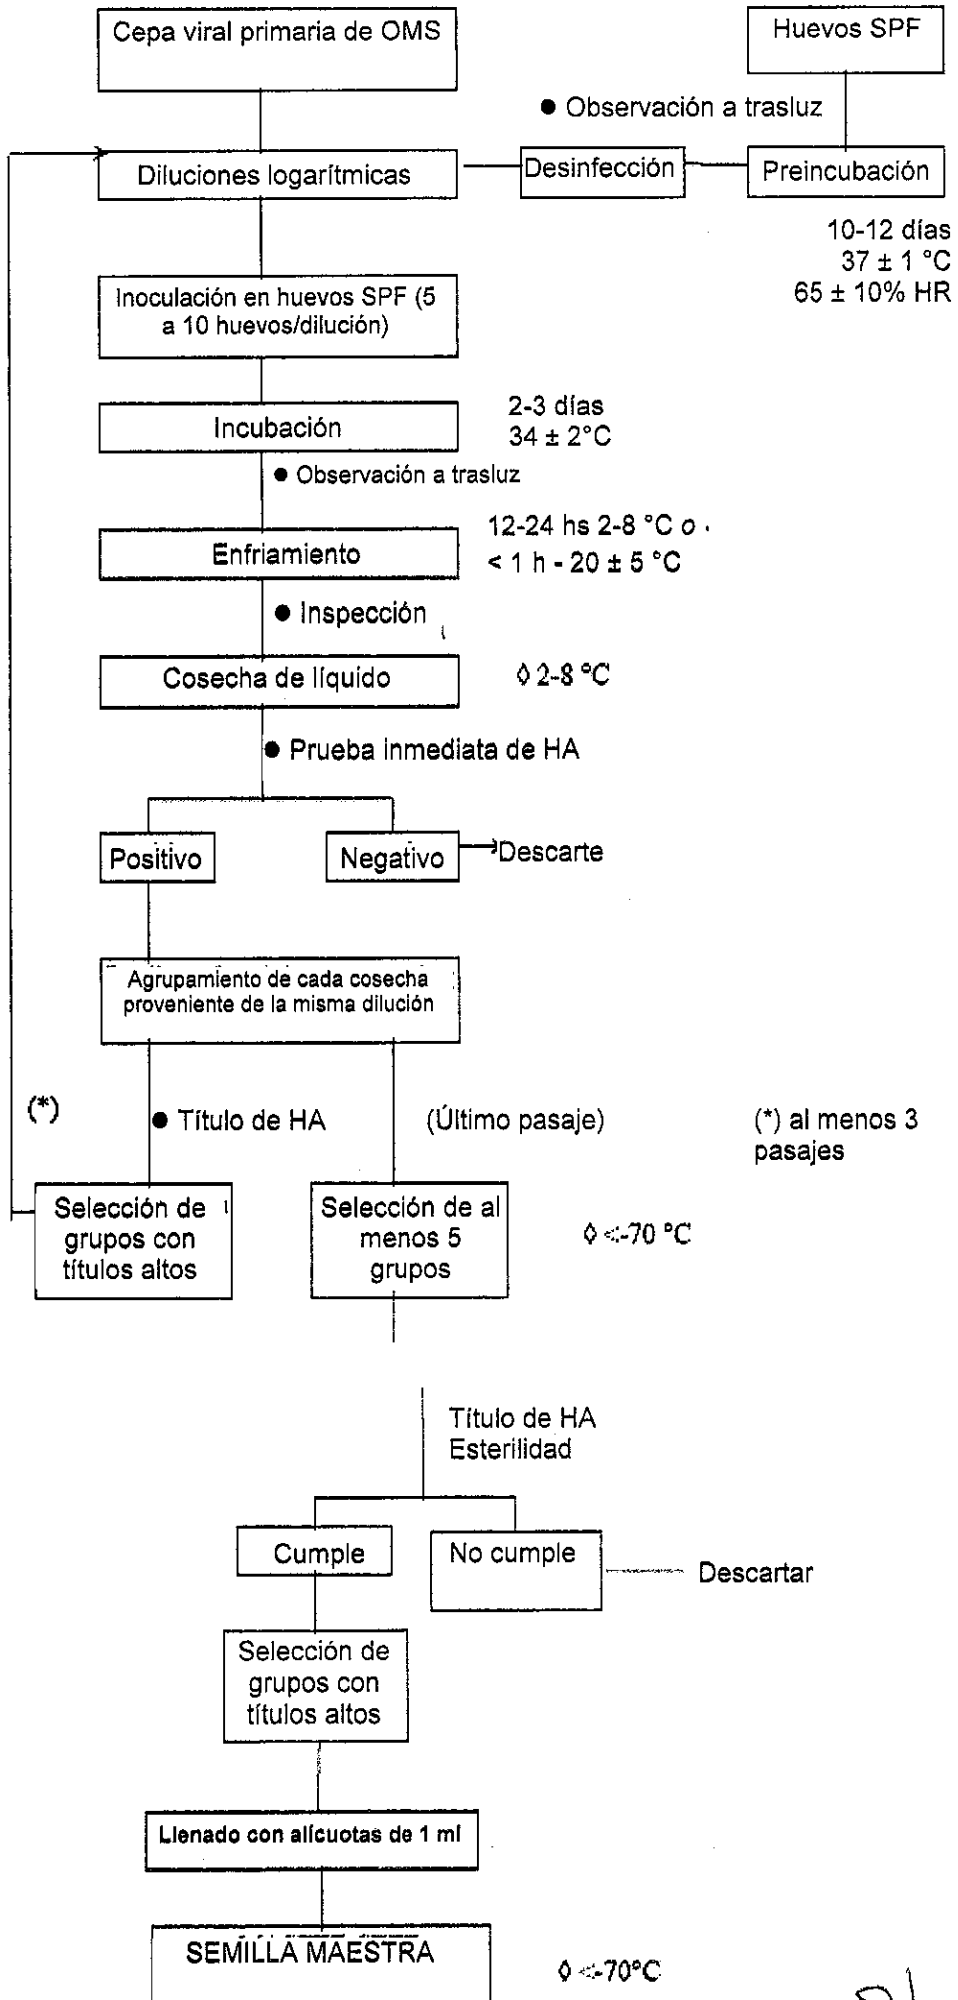 Cepa viral primaria de OMS
Huevos SPF
● Observación a trasluz
Diluciones logarítmicas
Desinfección
Preincubación
10-12 días
37 ± 1 °C
65 ± 10% HR
Inoculación en huevos SPF (5
a 10 huevos/dilución)
Incubación
2-3 días
34 ± 2°C
● Observación a trasluz
Enfriamiento
12-24 hs 2-8 °C o
< 1 h - 20 ± 5 °C
● Inspección
Cosecha de líquido
◊ 2-8 °C
● Prueba inmediata de HA
Positivo
Negativo
Descarte
Agrupamiento de cada cosecha
proveniente de la misma dilución
(*)
● Título de HA
(Último pasaje)
(*) al menos 3
pasajes
Selección de
grupos con
títulos altos
Selección de al
menos 5
grupos
◊ <-70 °C
Título de HA
Esterilidad
Cumple
No cumple
Descartar
Selección de
grupos con
títulos altos
Llenado con alícuotas de 1 ml
SEMILLA MAESTRA
◊ <-70°C